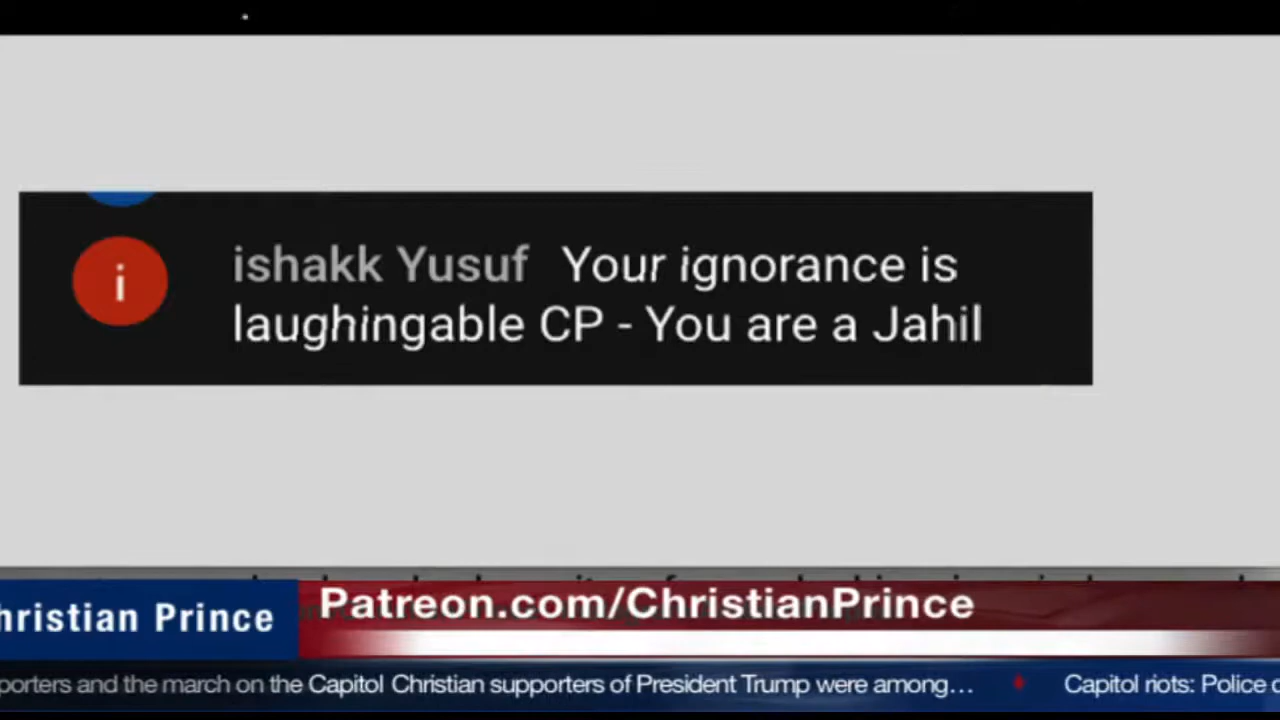 i
ishakk Yusuf Your ignorance is
laughingable CP - You are a Jahil
hristian Prince
Patreon.com/ChristianPrince
porters and the march on the Capitol Christian supporters of President Trump were among… Capitol riots: Police